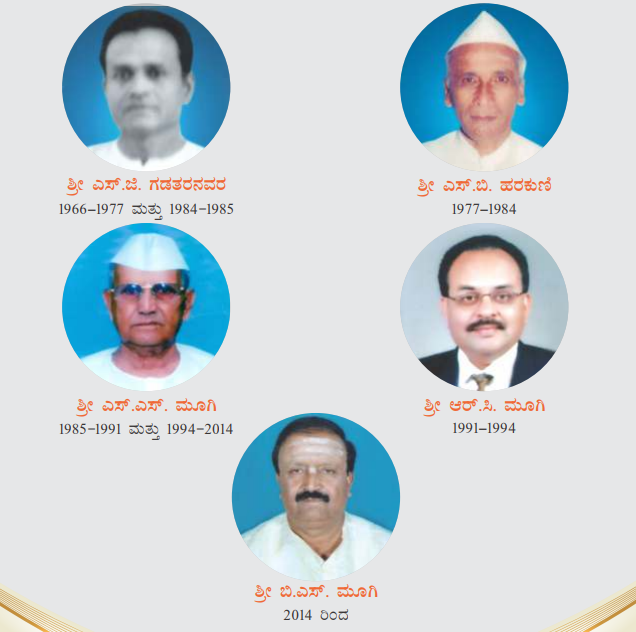 ಶ್ರೀ ಎಸ್.ಜಿ. ಗಡತರನವರ
1966–1977 ಮತ್ತು 1984-1985
ಶ್ರೀ ಎಸ್.ಬಿ. ಹರಕುಣಿ
1977–1984
ಶ್ರೀ ಎಸ್.ಎಸ್. ಮೂಗಿ
1985-1991 ಮತ್ತು 1994-2014
ಶ್ರೀ ಆರ್.ಸಿ. ಮೂಗಿ
1991–1994
ಶ್ರೀ ಬಿ.ಎಸ್. ಮೂಗಿ
2014 ರಿಂದ